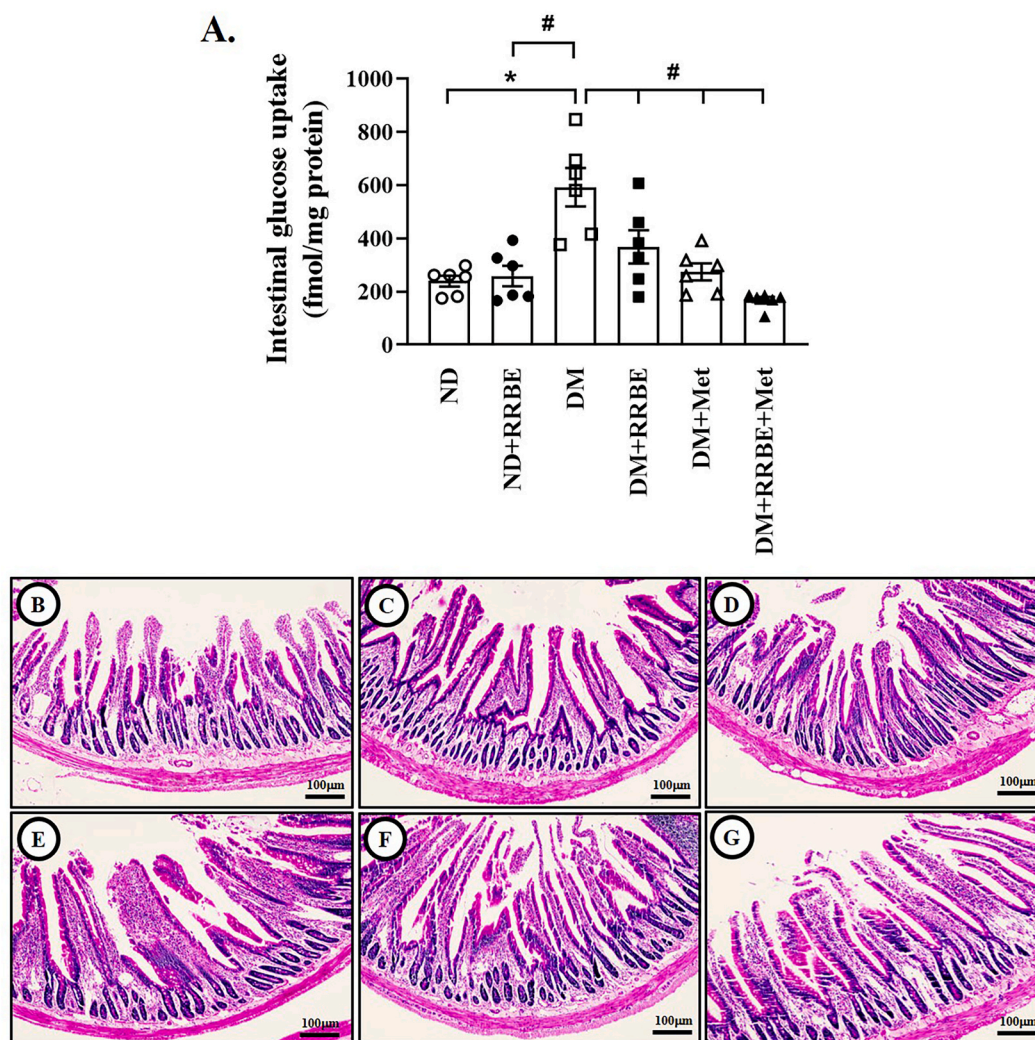 A.
#
* #
Intestinal glucose uptake
(fmol/mg protein)
1000
800
600
400
200
0
ND
ND+RRBE
DM
DM+RRBE
DM+Met
DM+RRBE+Met
B
100µm
C
100µm
D
100µm
E
100µm
F
100µm
G
100µm